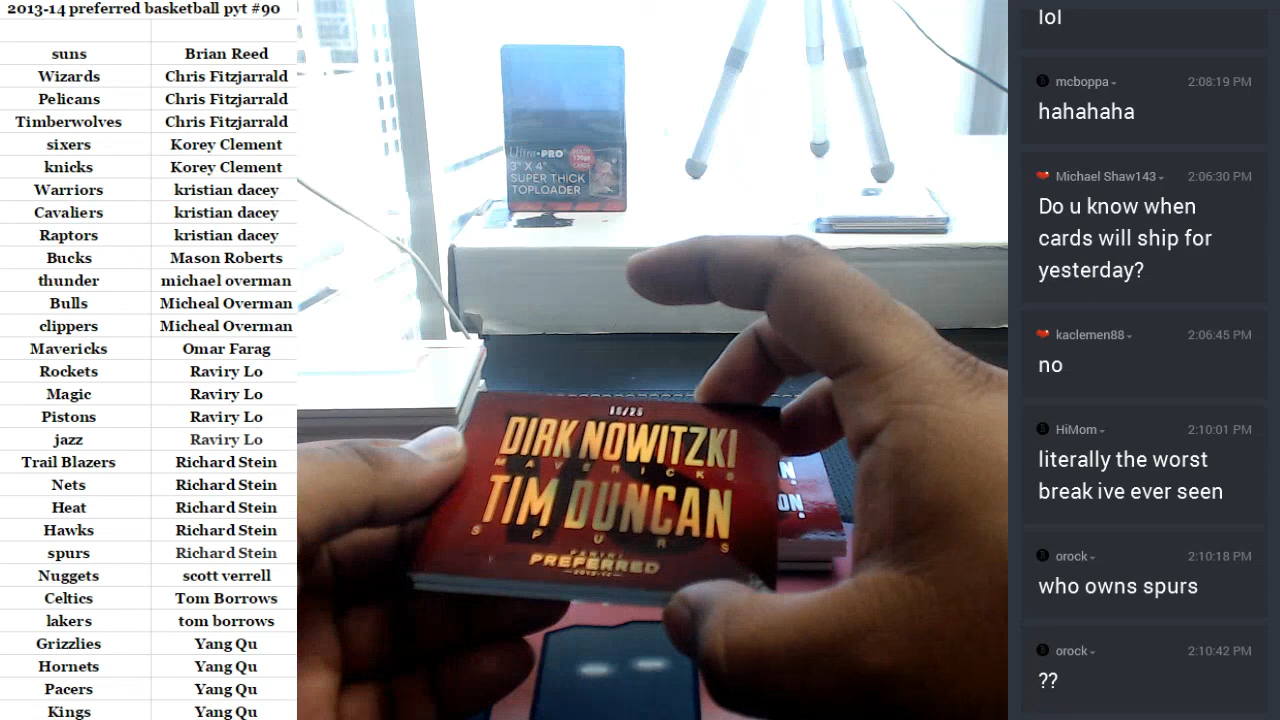 2013-14 preferred basketball pyt #90
suns Brian Reed
Wizards Chris Fitzjarrald
Pelicans Chris Fitzjarrald
Timberwolves Chris Fitzjarrald
sixers Korey Clement
knicks Korey Clement
Warriors kristian dacey
Cavaliers kristian dacey
Raptors kristian dacey
Bucks Mason Roberts
thunder michael overman
Bulls Micheal Overman
clippers Micheal Overman
Mavericks Omar Farag
Rockets Raviry Lo
Magic Raviry Lo
Pistons Raviry Lo
jazz Raviry Lo
Trail Blazers Richard Stein
Nets Richard Stein
Heat Richard Stein
Hawks Richard Stein
spurs Richard Stein
Nuggets scott verrell
Celtics Tom Borrows
lakers tom borrows
Grizzlies Yang Qu
Hornets Yang Qu
Pacers Yang Qu
Kings Yang Qu
Ultra PRO
3" X 4"
SUPER THICK
TOPLOADER
DIRK NOWITZKI
MAVERICKS
TIM DUNCAN
SPURS
PANINI
PREFERRED
2013-14
lol
mcboppa 2:08:19 PM
hahahaha
Michael Shaw143 2:06:30 PM
Do u know when
cards will ship for
yesterday?
kaclemen88 2:06:45 PM
no
HiMom 2:10:01 PM
literally the worst
break ive ever seen
orock 2:10:18 PM
who owns spurs
orock 2:10:42 PM
??